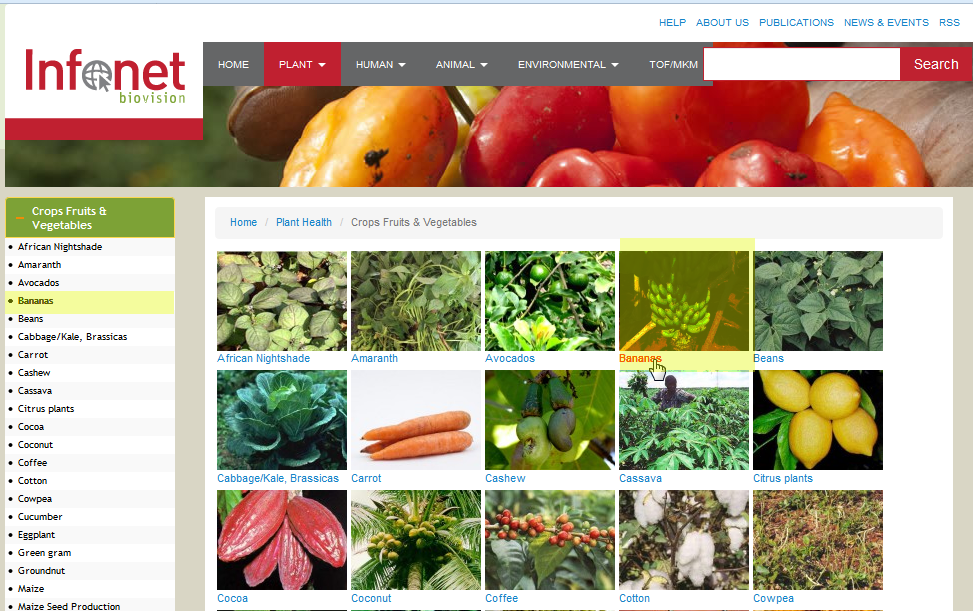 HELP ABOUT US PUBLICATIONS NEWS & EVENTS RSS
Infonet
biovision
HOME PLANT HUMAN ANIMAL ENVIRONMENTAL TOF/MKM Search
Crops Fruits &
Vegetables
African Nightshade
Amaranth
Avocados
Bananas
Beans
Cabbage/Kale, Brassicas
Carrot
Cashew
Cassava
Citrus plants
Cocoa
Coconut
Coffee
Cotton
Cowpea
Cucumber
Eggplant
Green gram
Groundnut
Maize
Maize Seed Production
Home / Plant Health / Crops Fruits & Vegetables
African Nightshade Amaranth Avocados Bananas Beans
Cabbage/Kale, Brassicas Carrot Cashew Cassava Citrus plants
Cocoa Coconut Coffee Cotton Cowpea